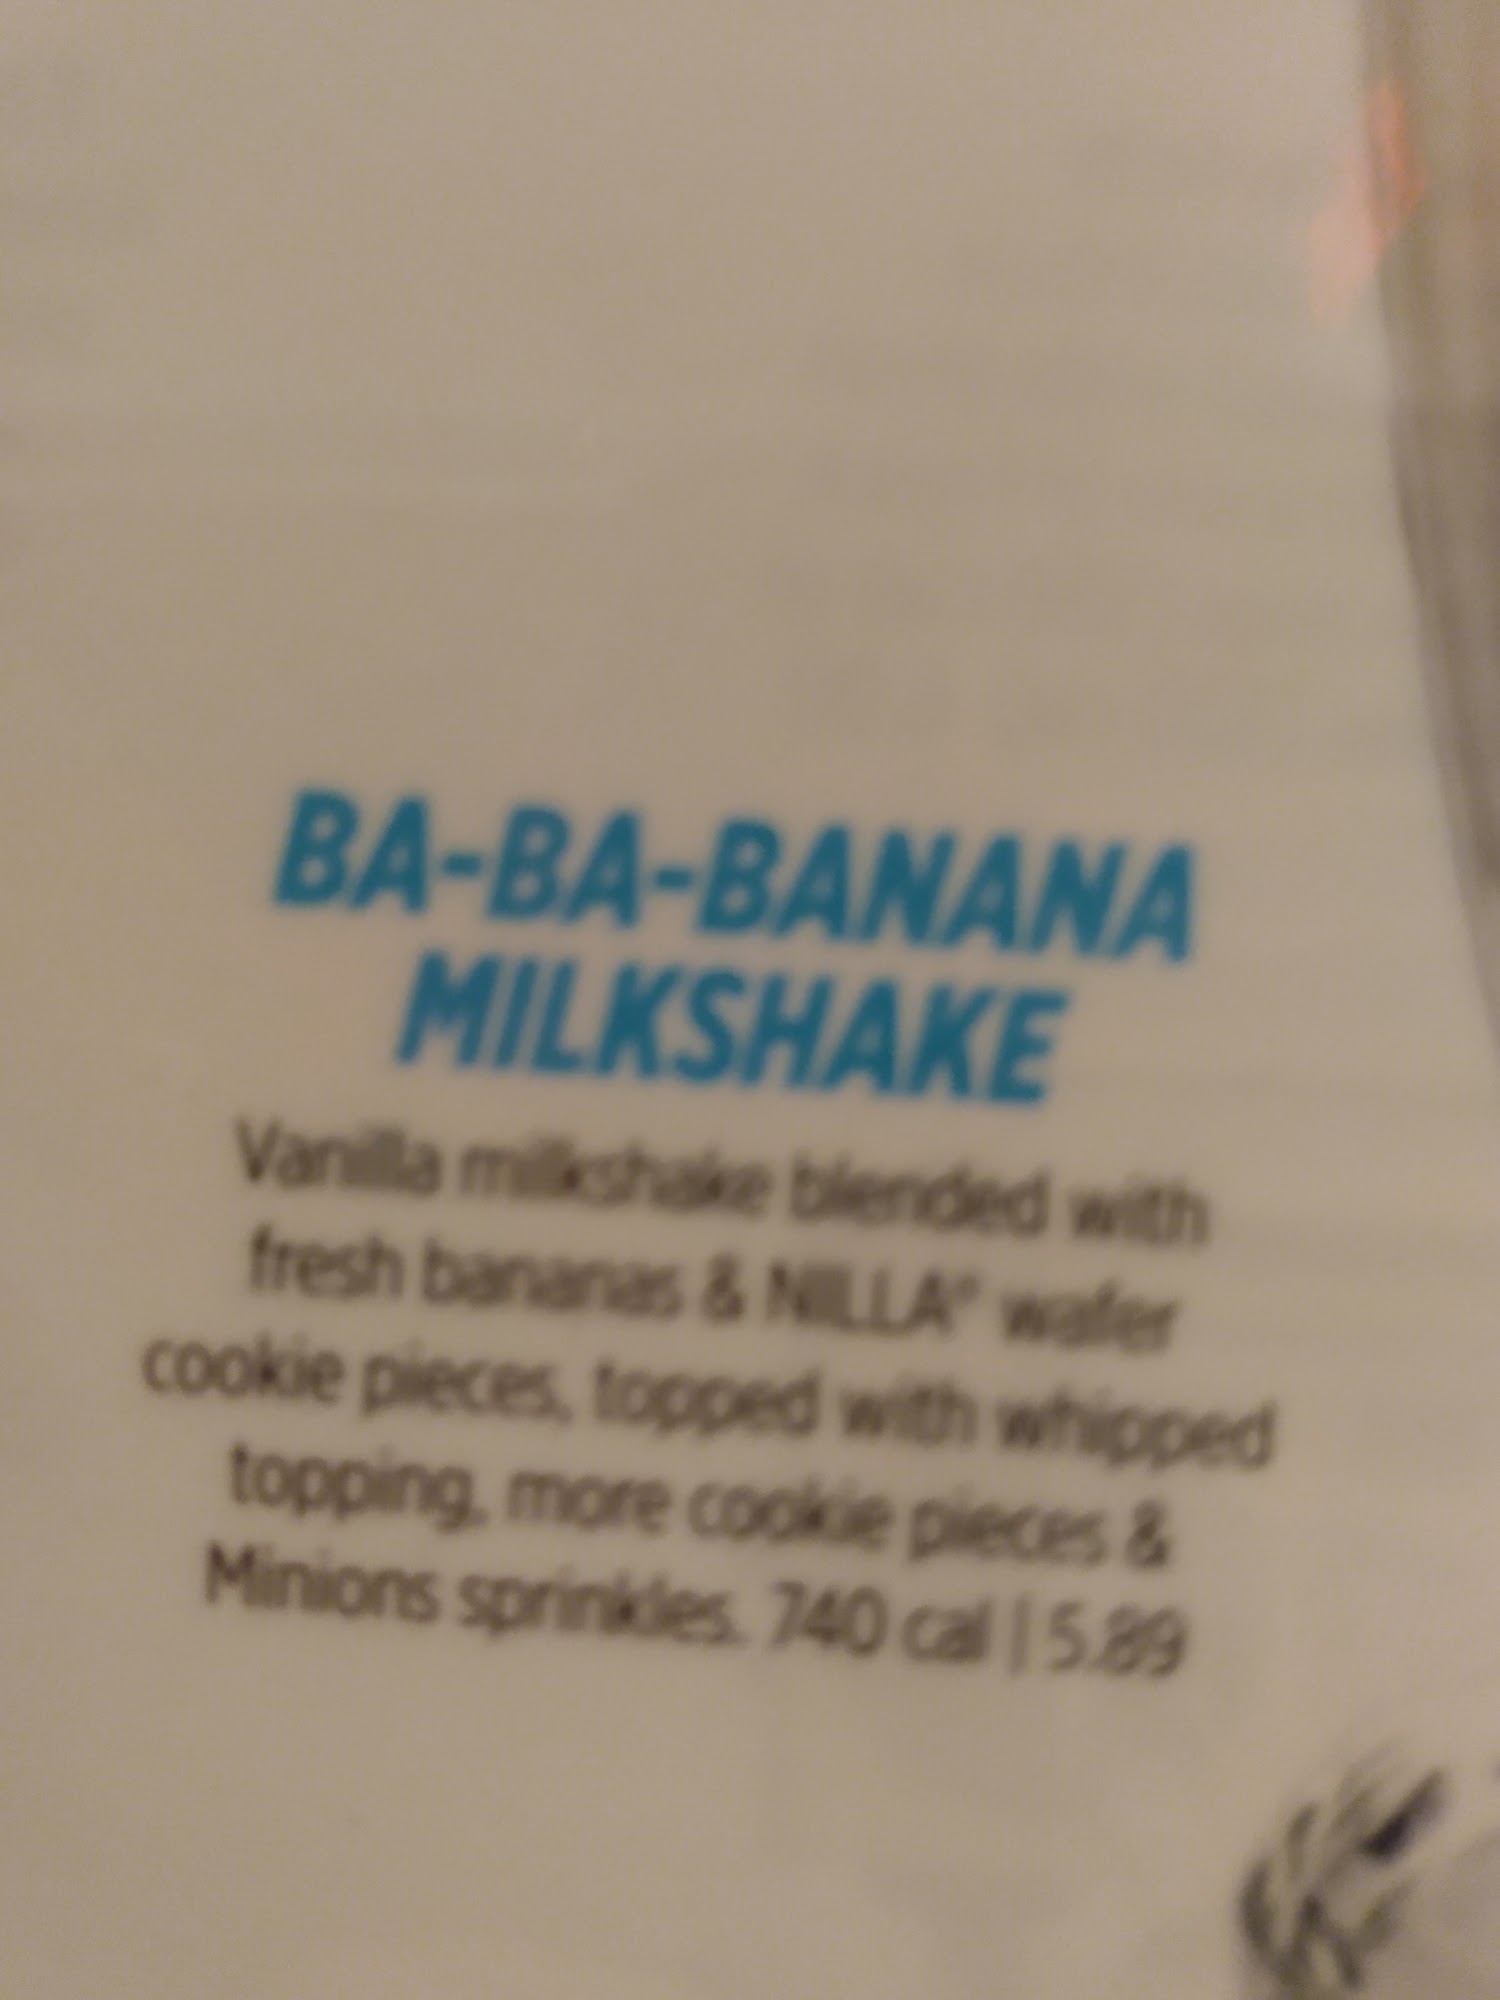 BA-BA-BANANA
MILKSHAKE
Vanilla milkshake blended with
fresh bananas & NILLA® wafer
cookie pieces, topped with whipped
topping, more cookie pieces &
Minions sprinkles. 740 cal | 5.89